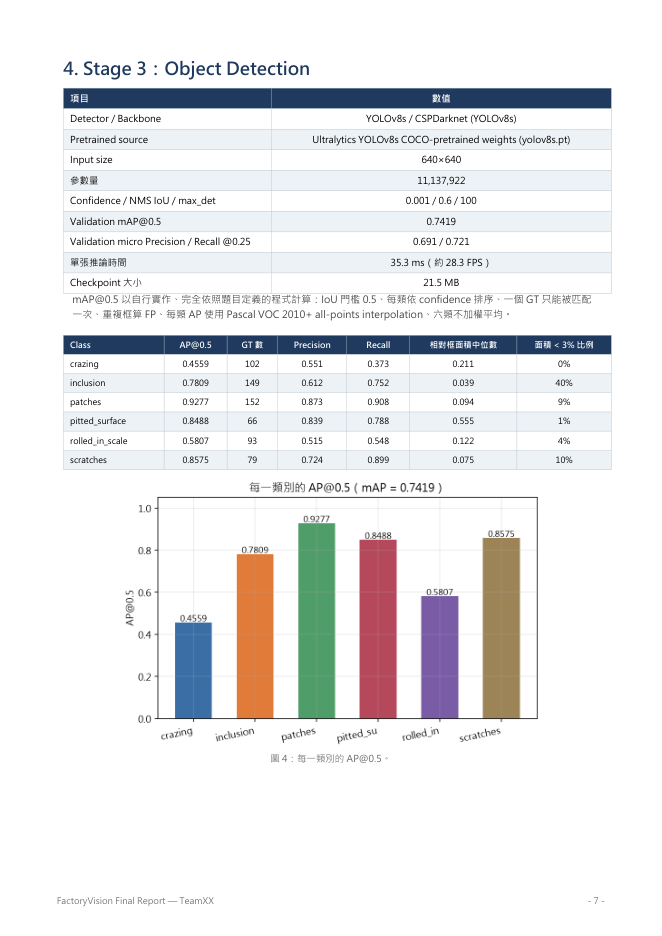 4. Stage 3：Object Detection
項目 數值
Detector / Backbone YOLOv8s / CSPDarknet (YOLOv8s)
Pretrained source Ultralytics YOLOv8s COCO-pretrained weights (yolov8s.pt)
Input size 640×640
參數量 11,137,922
Confidence / NMS IoU / max_det 0.001 / 0.6 / 100
Validation mAP@0.5 0.7419
Validation micro Precision / Recall @0.25 0.691 / 0.721
單張推論時間 35.3 ms（約 28.3 FPS）
Checkpoint 大小 21.5 MB
mAP@0.5 以自行實作、完全依照題目定義的程式計算：IoU 門檻 0.5、每類依 confidence 排序、一個 GT 只能被匹配
一次、重複框算 FP、每類 AP 使用 Pascal VOC 2010+ all-points interpolation、六類不加權平均。
Class AP@0.5 GT 數 Precision Recall 相對框面積中位數 面積 < 3% 比例
crazing 0.4559 102 0.551 0.373 0.211 0%
inclusion 0.7809 149 0.612 0.752 0.039 40%
patches 0.9277 152 0.873 0.908 0.094 9%
pitted_surface 0.8488 66 0.839 0.788 0.555 1%
rolled_in_scale 0.5807 93 0.515 0.548 0.122 4%
scratches 0.8575 79 0.724 0.899 0.075 10%
每一類別的 AP@0.5（mAP = 0.7419）
AP@0.5
1.0
0.8
0.6
0.4
0.2
0.0
0.4559
0.7809
0.9277
0.8488
0.5807
0.8575
crazing inclusion patches pitted_su rolled_in scratches
圖 4：每一類別的 AP@0.5。
FactoryVision Final Report — TeamXX - 7 -